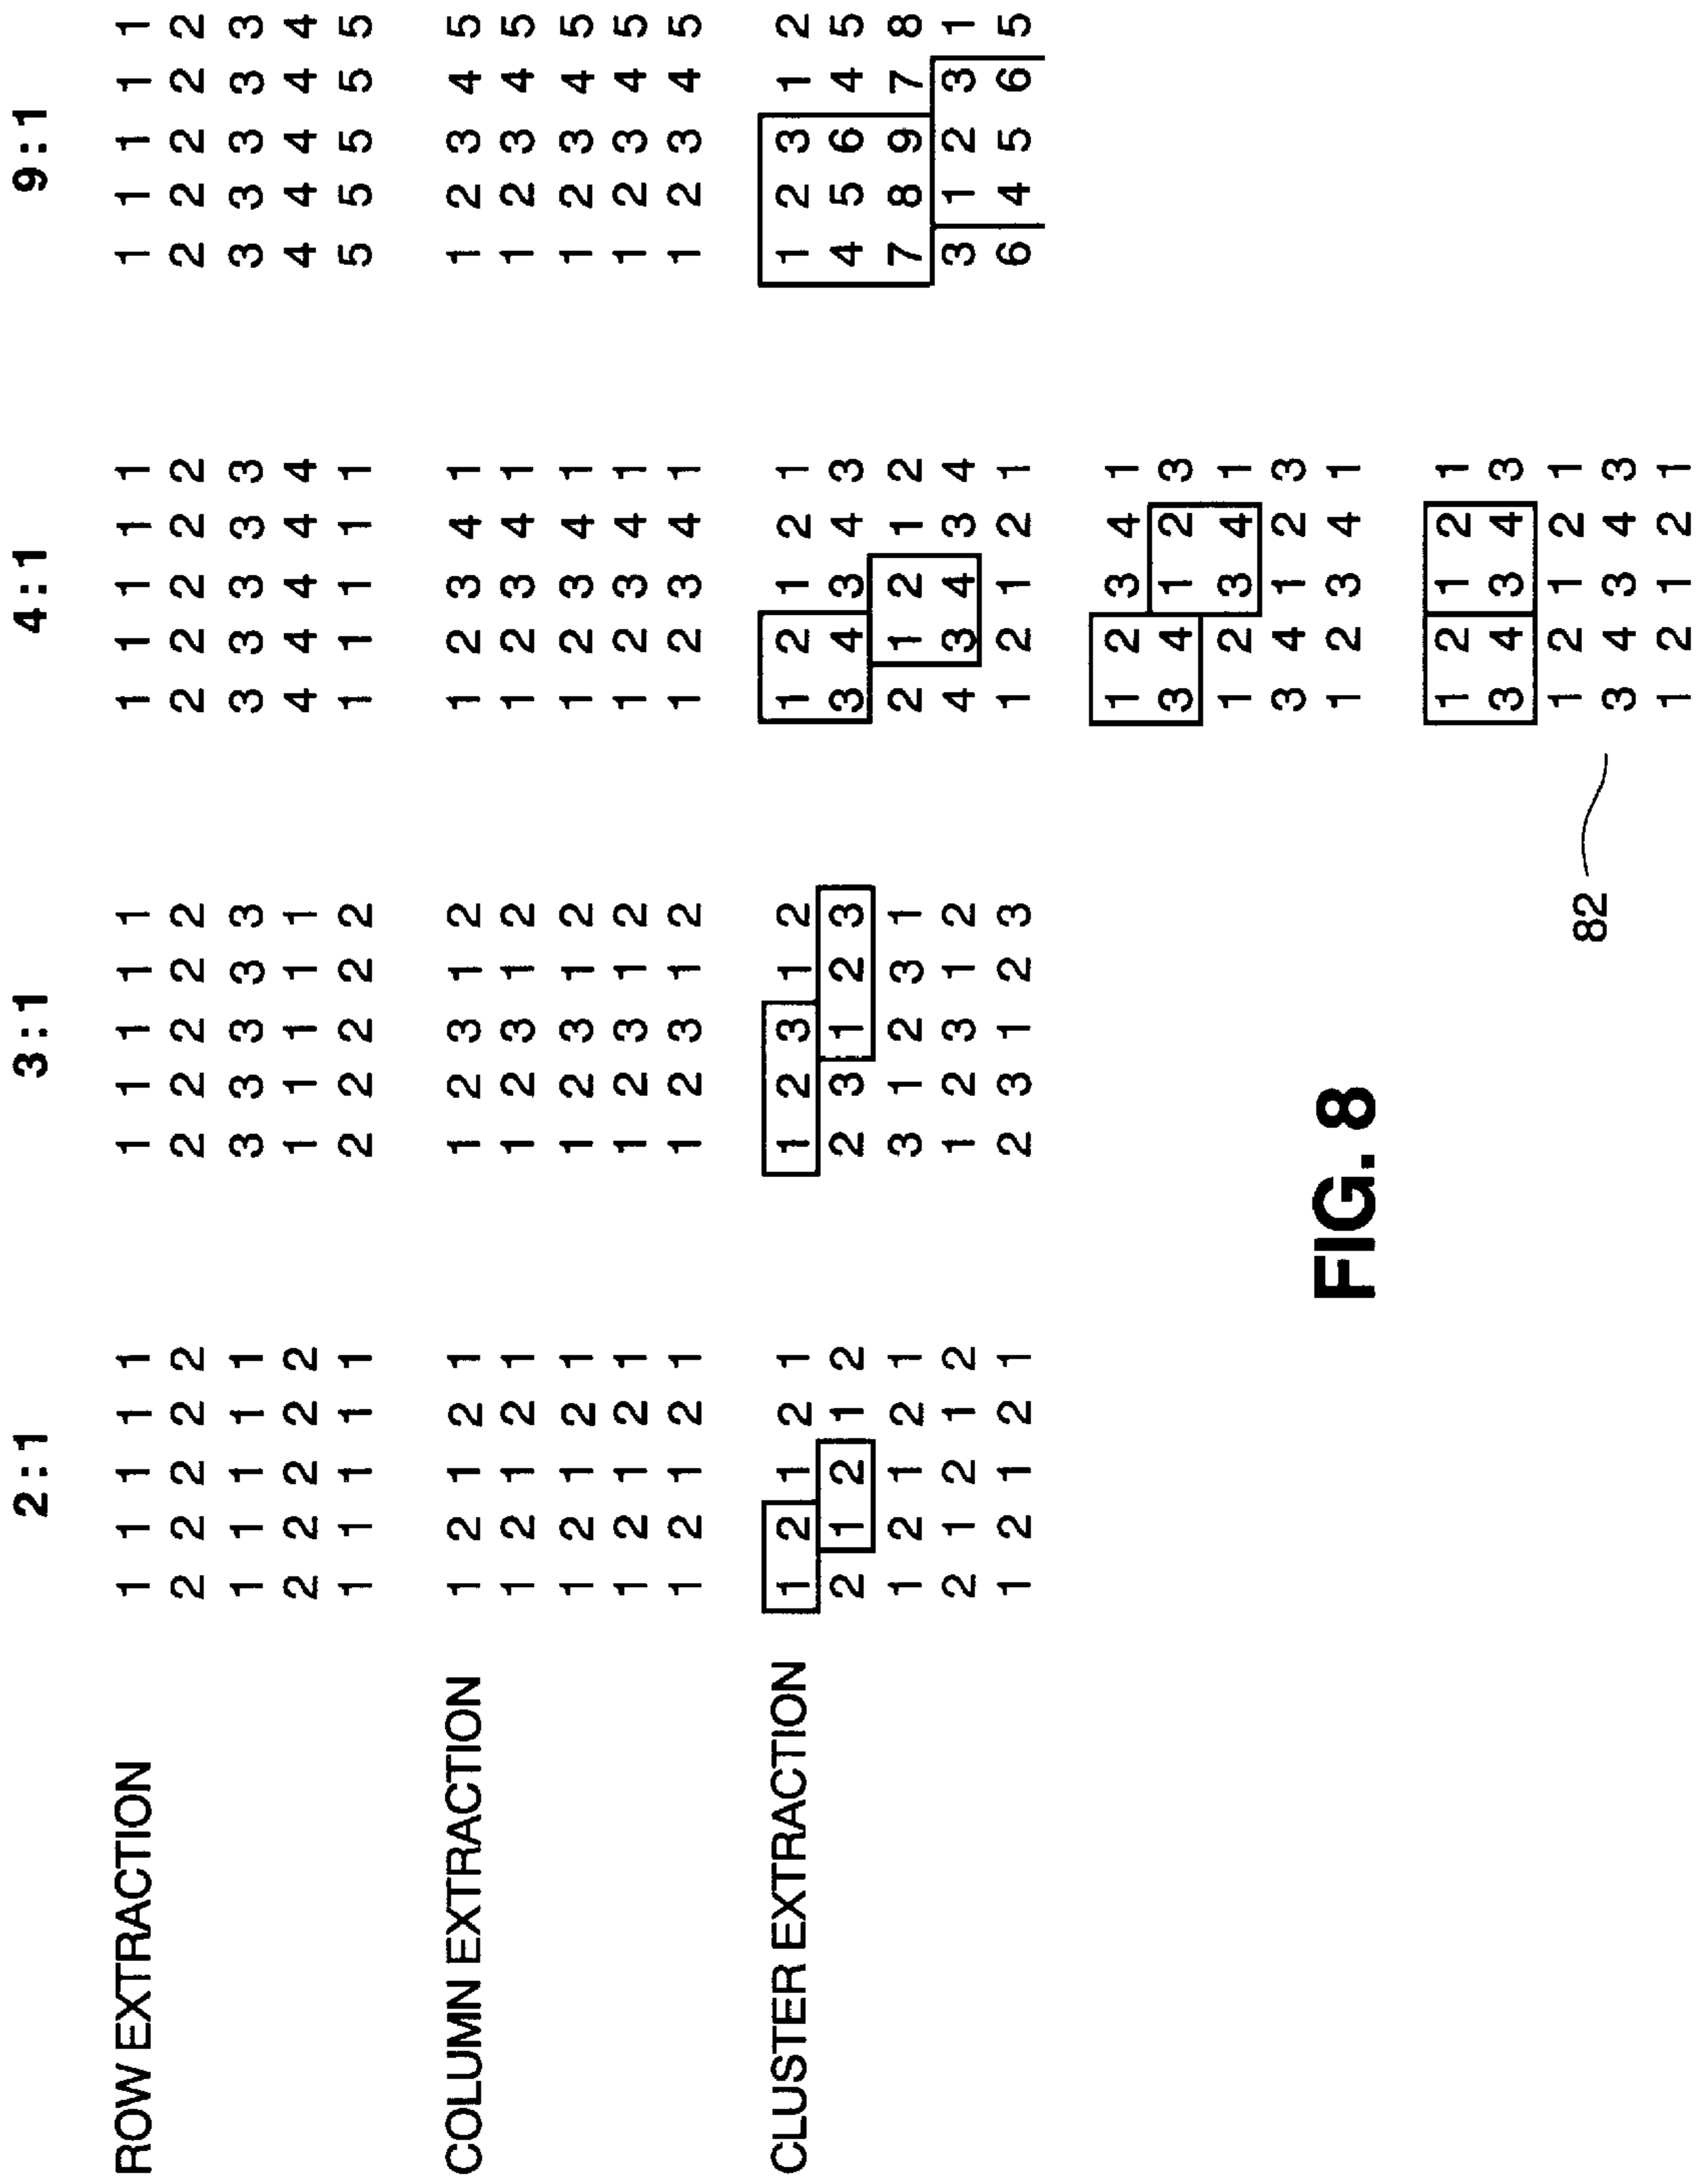 2:1 3:1 4:1 9:1
ROW EXTRACTION 1 1 1 1 1 1 1 1 1 1 1 1 1 1 1 1 1 1 1 1
2 2 2 2 2 2 2 2 2 2 2 2 2 2 2 2 2 2 2 2
1 1 1 1 1 3 3 3 3 3 3 3 3 3 3 3 3 3 3 3
2 2 2 2 2 1 1 1 1 1 4 4 4 4 4 4 4 4 4 4
1 1 1 1 1 2 2 2 2 2 1 1 1 1 1 5 5 5 5 5
COLUMN EXTRACTION 1 2 1 2 1 1 2 3 1 2 1 2 3 4 1 1 2 3 4 5
1 2 1 2 1 1 2 3 1 2 1 2 3 4 1 1 2 3 4 5
1 2 1 2 1 1 2 3 1 2 1 2 3 4 1 1 2 3 4 5
1 2 1 2 1 1 2 3 1 2 1 2 3 4 1 1 2 3 4 5
1 2 1 2 1 1 2 3 1 2 1 2 3 4 1 1 2 3 4 5
CLUSTER EXTRACTION 1 2 1 2 1 1 2 3 1 2 1 2 1 2 1 1 2 3 1 2
2 1 2 1 2 2 3 1 2 3 3 4 3 4 3 4 5 6 4 5
1 2 1 2 1 3 1 2 3 1 2 1 2 1 2 7 8 9 7 8
2 1 2 1 2 1 2 3 1 2 4 3 4 3 4 3 1 2 3 1
1 2 1 2 1 2 3 1 2 3 1 2 1 2 1 6 4 5 6 5
1 2 3 4 1
3 4 1 2 3
1 2 3 4 1
3 4 1 2 3
1 2 3 4 1
FIG. 8
1 2 1 2 1
3 4 3 4 3
1 2 1 2 1
82 3 4 3 4 3
1 2 1 2 1